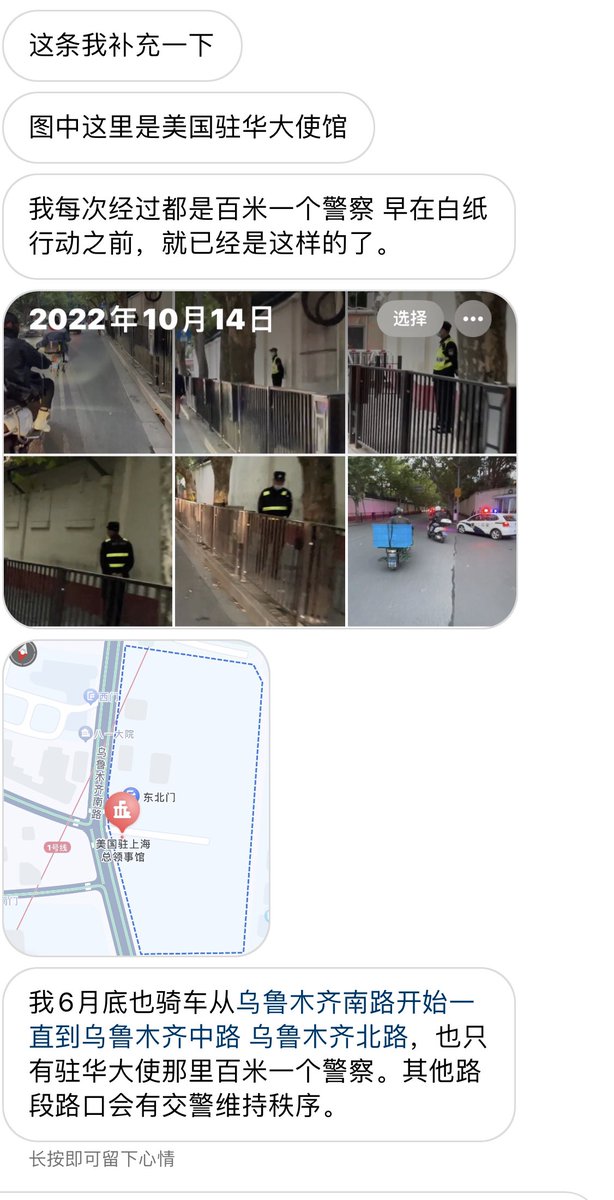 这条我补充一下
图中这里是美国驻华大使馆
我每次经过都是百米一个警察 早在白纸
行动之前，就已经是这样的了。
2022年10月14日
选择
西门
八一大院
乌鲁木齐南路
东北门
美国驻上海
总领事馆
1号线
我6月底也骑车从乌鲁木齐南路开始一
直到乌鲁木齐中路 乌鲁木齐北路，也只
有驻华大使那里百米一个警察。其他路
段路口会有交警维持秩序。
长按即可留下心情